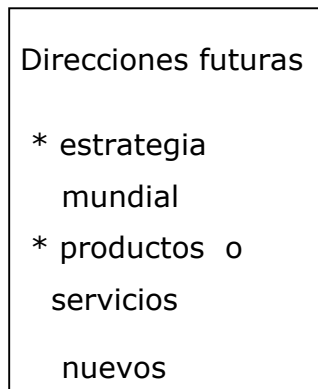 Direcciones futuras
* estrategia
mundial
* productos o
servicios
nuevos